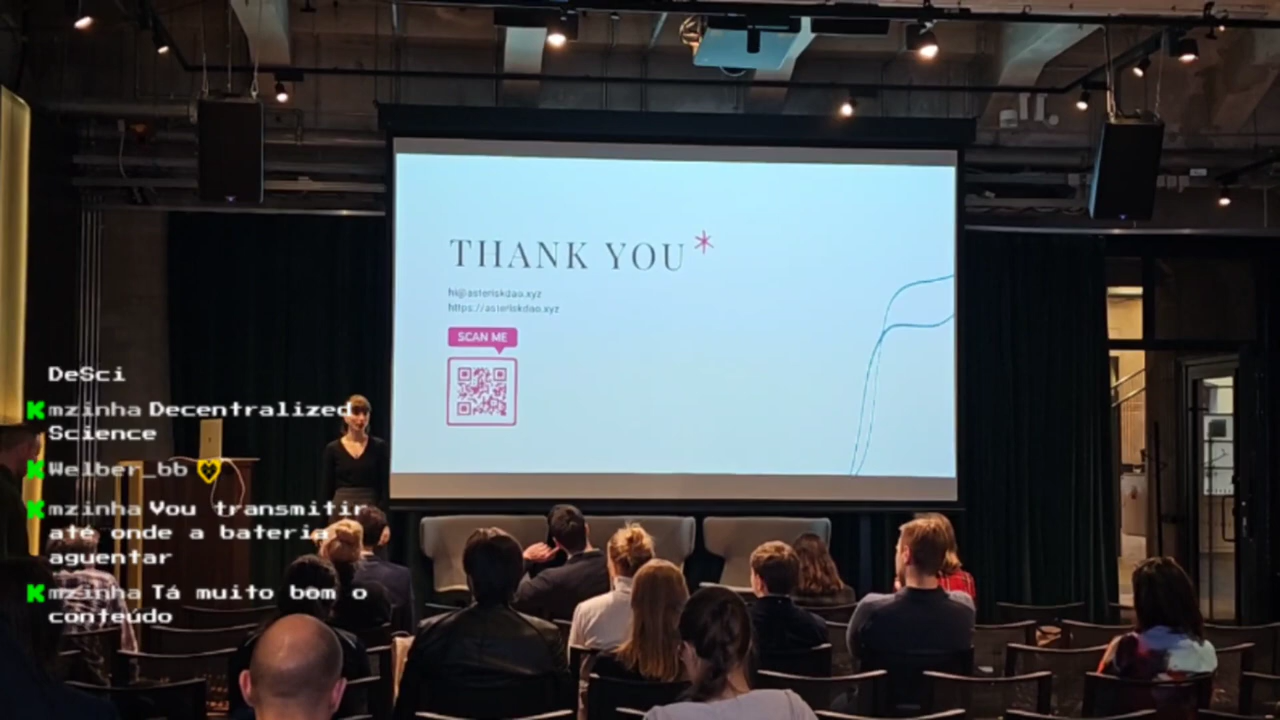 THANK YOU*
hi@asteriskdao.xyz
https://asteriskdao.xyz
SCAN ME
DeSci
mzinha Decentralized
Science
Welber_bb
mzinha Vou transmitir
até onde a bateria
aguentar
mzinha Tá muito bom o
conteúdo